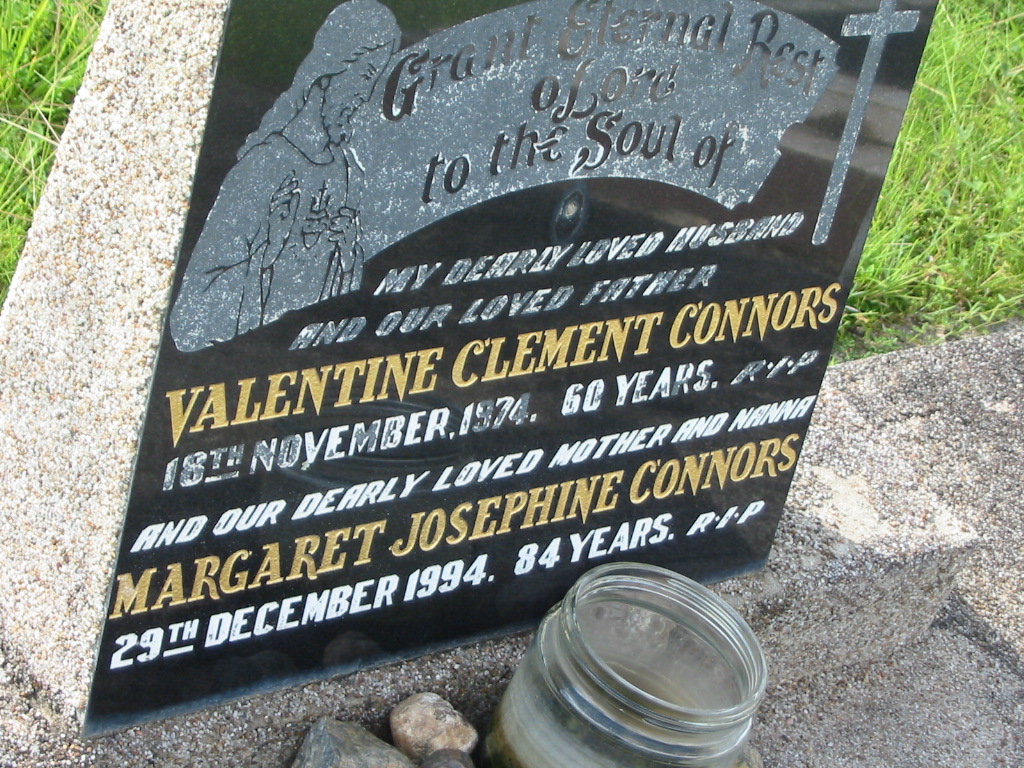 Grant Eternal Rest
o Lord
to the Soul of
MY DEARLY LOVED HUSBAND
AND OUR LOVED FATHER
VALENTINE CLEMENT CONNORS
18TH NOVEMBER, 1974. 60 YEARS. R·I·P
AND OUR DEARLY LOVED MOTHER AND NANNA
MARGARET JOSEPHINE CONNORS
29TH DECEMBER 1994. 84 YEARS. R·I·P